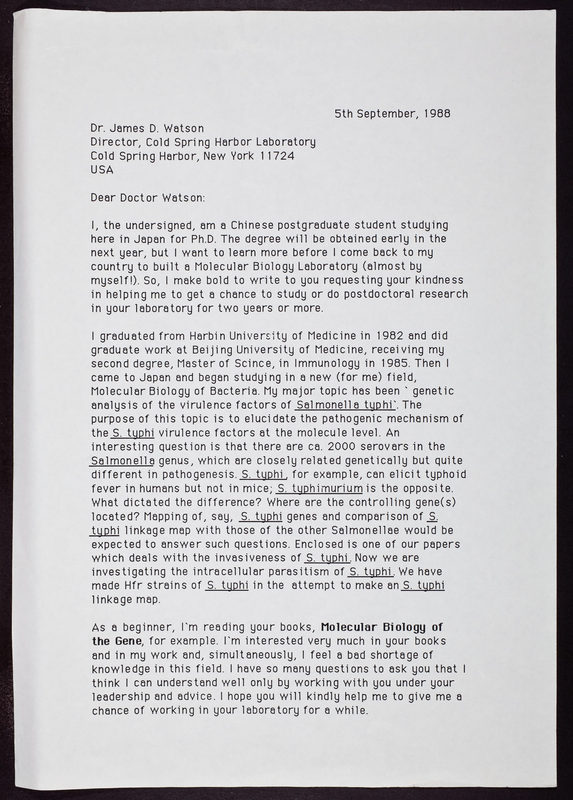 5th September, 1988
Dr. James D. Watson
Director, Cold Spring Harbor Laboratory
Cold Spring Harbor, New York 11724
USA
Dear Doctor Watson:
I, the undersigned, am a Chinese postgraduate student studying
here in Japan for Ph.D. The degree will be obtained early in the
next year, but I want to learn more before I come back to my
country to built a Molecular Biology Laboratory (almost by
myself!). So, I make bold to write to you requesting your kindness
in helping me to get a chance to study or do postdoctoral research
in your laboratory for two years or more.
I graduated from Harbin University of Medicine in 1982 and did
graduate work at Beijing University of Medicine, receiving my
second degree, Master of Scince, in Immunology in 1985. Then I
came to Japan and began studying in a new (for me) field,
Molecular Biology of Bacteria. My major topic has been ` genetic
analysis of the virulence factors of Salmonella typhi`. The
purpose of this topic is to elucidate the pathogenic mechanism of
the S. typhi virulence factors at the molecule level. An
interesting question is that there are ca. 2000 serovars in the
Salmonella genus, which are closely related genetically but quite
different in pathogenesis. S. typhi, for example, can elicit typhoid
fever in humans but not in mice; S. typhimurium is the opposite.
What dictated the difference? Where are the controlling gene(s)
located? Mapping of, say, S. typhi genes and comparison of S.
typhi linkage map with those of the other Salmonellae would be
expected to answer such questions. Enclosed is one of our papers
which deals with the invasiveness of S. typhi. Now we are
investigating the intracellular parasitism of S. typhi. We have
made Hfr strains of S. typhi in the attempt to make an S. typhi
linkage map.
As a beginner, I`m reading your books, Molecular Biology of
the Gene, for example. I`m interested very much in your books
and in my work and, simultaneously, I feel a bad shortage of
knowledge in this field. I have so many questions to ask you that I
think I can understand well only by working with you under your
leadership and advice. I hope you will kindly help me to give me a
chance of working in your laboratory for a while.